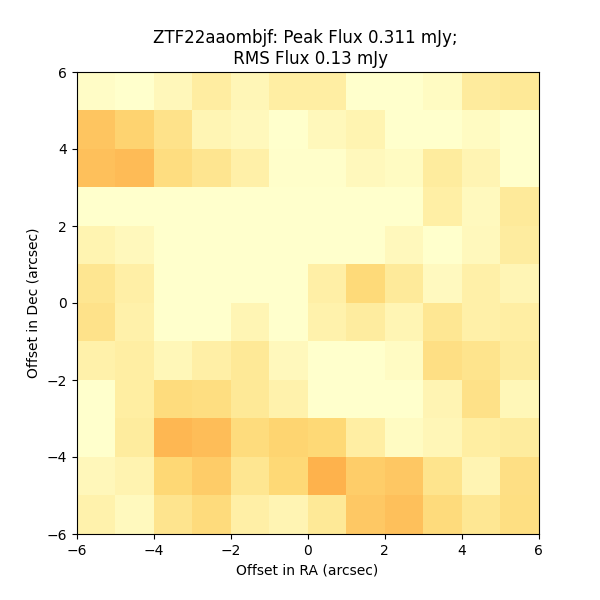 ZTF22aaombjf: Peak Flux 0.311 mJy;
RMS Flux 0.13 mJy
6
4
2
0
−2
−4
−6
Offset in Dec (arcsec)
−6 −4 −2 0 2 4 6
Offset in RA (arcsec)